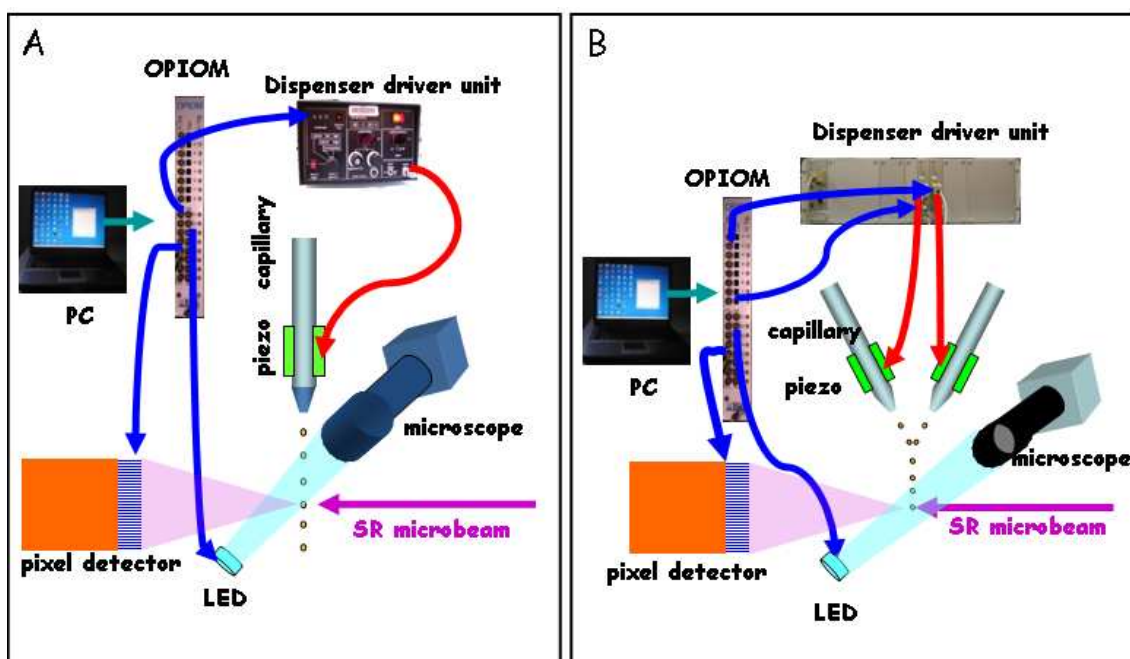 A
OPIOM
Dispenser driver unit
OPIOM
PC
capillary
piezo
microscope
SR microbeam
pixel detector
LED
B
Dispenser driver unit
OPIOM
PC
capillary
piezo
microscope
SR microbeam
pixel detector
LED